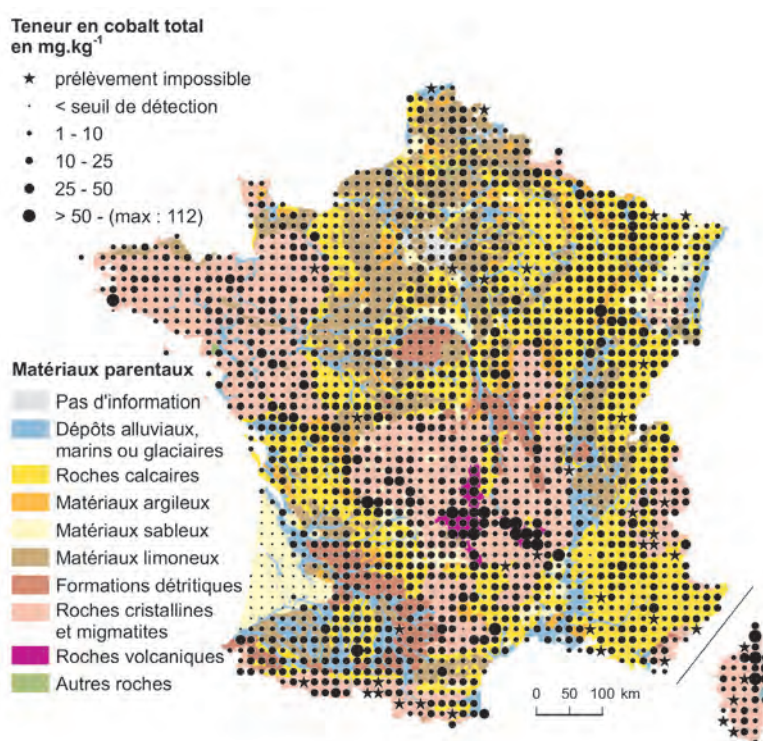 Teneur en cobalt total
en mg.kg⁻¹
prélèvement impossible
< seuil de détection
1 - 10
10 - 25
25 - 50
> 50 - (max : 112)
Matériaux parentaux
Pas d'information
Dépôts alluviaux,
marins ou glaciaires
Roches calcaires
Matériaux argileux
Matériaux sableux
Matériaux limoneux
Formations détritiques
Roches cristallines
et migmatites
Roches volcaniques
Autres roches
0 50 100 km